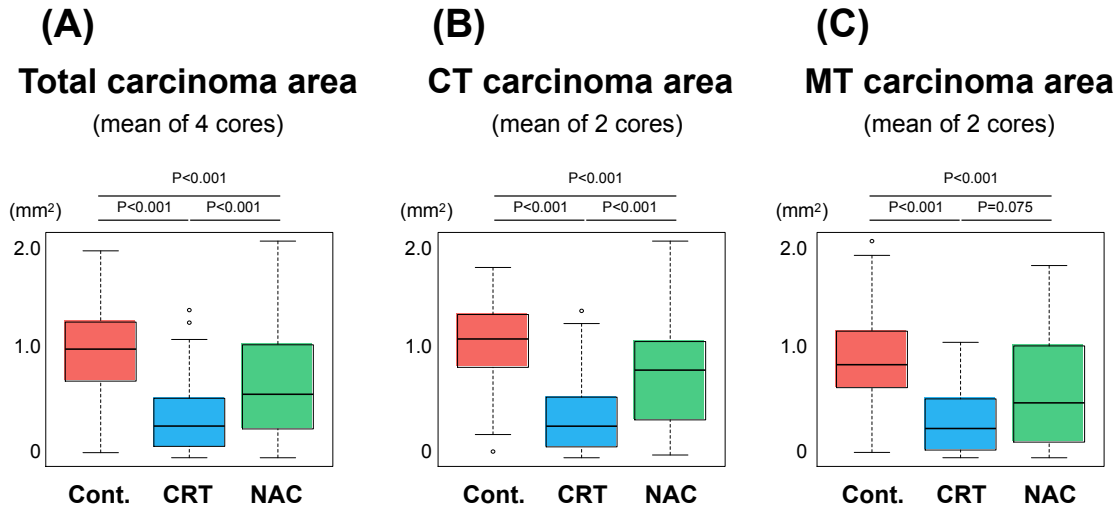 (A)
Total carcinoma area
(mean of 4 cores)
P<0.001
P<0.001 P<0.001
(mm²)
2.0
1.0
0
Cont. CRT NAC
(B)
CT carcinoma area
(mean of 2 cores)
P<0.001
P<0.001 P<0.001
(mm²)
2.0
1.0
0
Cont. CRT NAC
(C)
MT carcinoma area
(mean of 2 cores)
P<0.001
P<0.001 P=0.075
(mm²)
2.0
1.0
0
Cont. CRT NAC